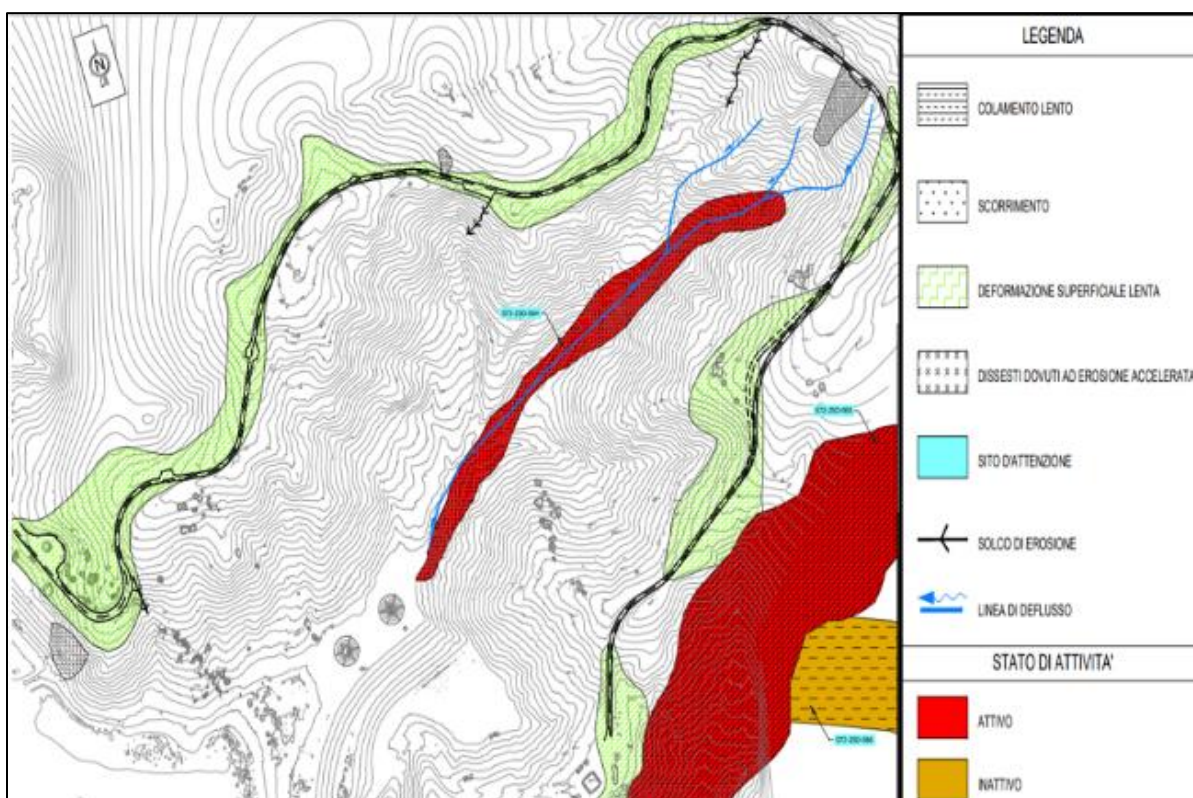 N
LEGENDA
COLAMENTO LENTO
SCORRIMENTO
DEFORMAZIONE SUPERFICIALE LENTA
DISSESTI DOVUTI AD EROSIONE ACCELERATA
SITO D'ATTENZIONE
SOLCO DI EROSIONE
LINEA DI DEFLUSSO
STATO DI ATTIVITA'
ATTIVO
INATTIVO